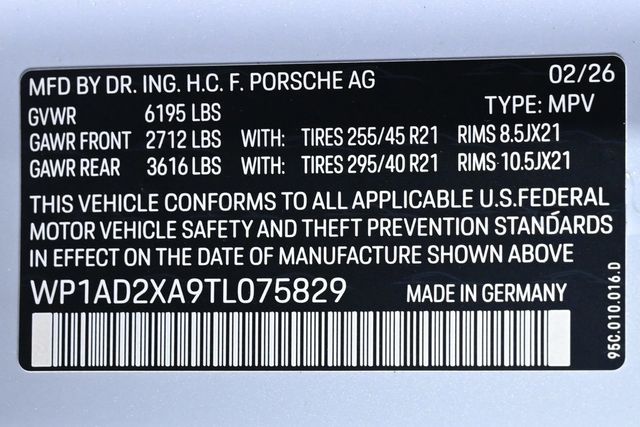 MFD BY DR. ING. H.C. F. PORSCHE AG 02/26
GVWR 6195 LBS TYPE: MPV
GAWR FRONT 2712 LBS WITH: TIRES 255/45 R21 RIMS 8.5JX21
GAWR REAR 3616 LBS WITH: TIRES 295/40 R21 RIMS 10.5JX21
THIS VEHICLE CONFORMS TO ALL APPLICABLE U.S.FEDERAL
MOTOR VEHICLE SAFETY AND THEFT PREVENTION STANDARDS
IN EFFECT ON THE DATE OF MANUFACTURE SHOWN ABOVE
WP1AD2XA9TL075829 MADE IN GERMANY
95C.010.016.D